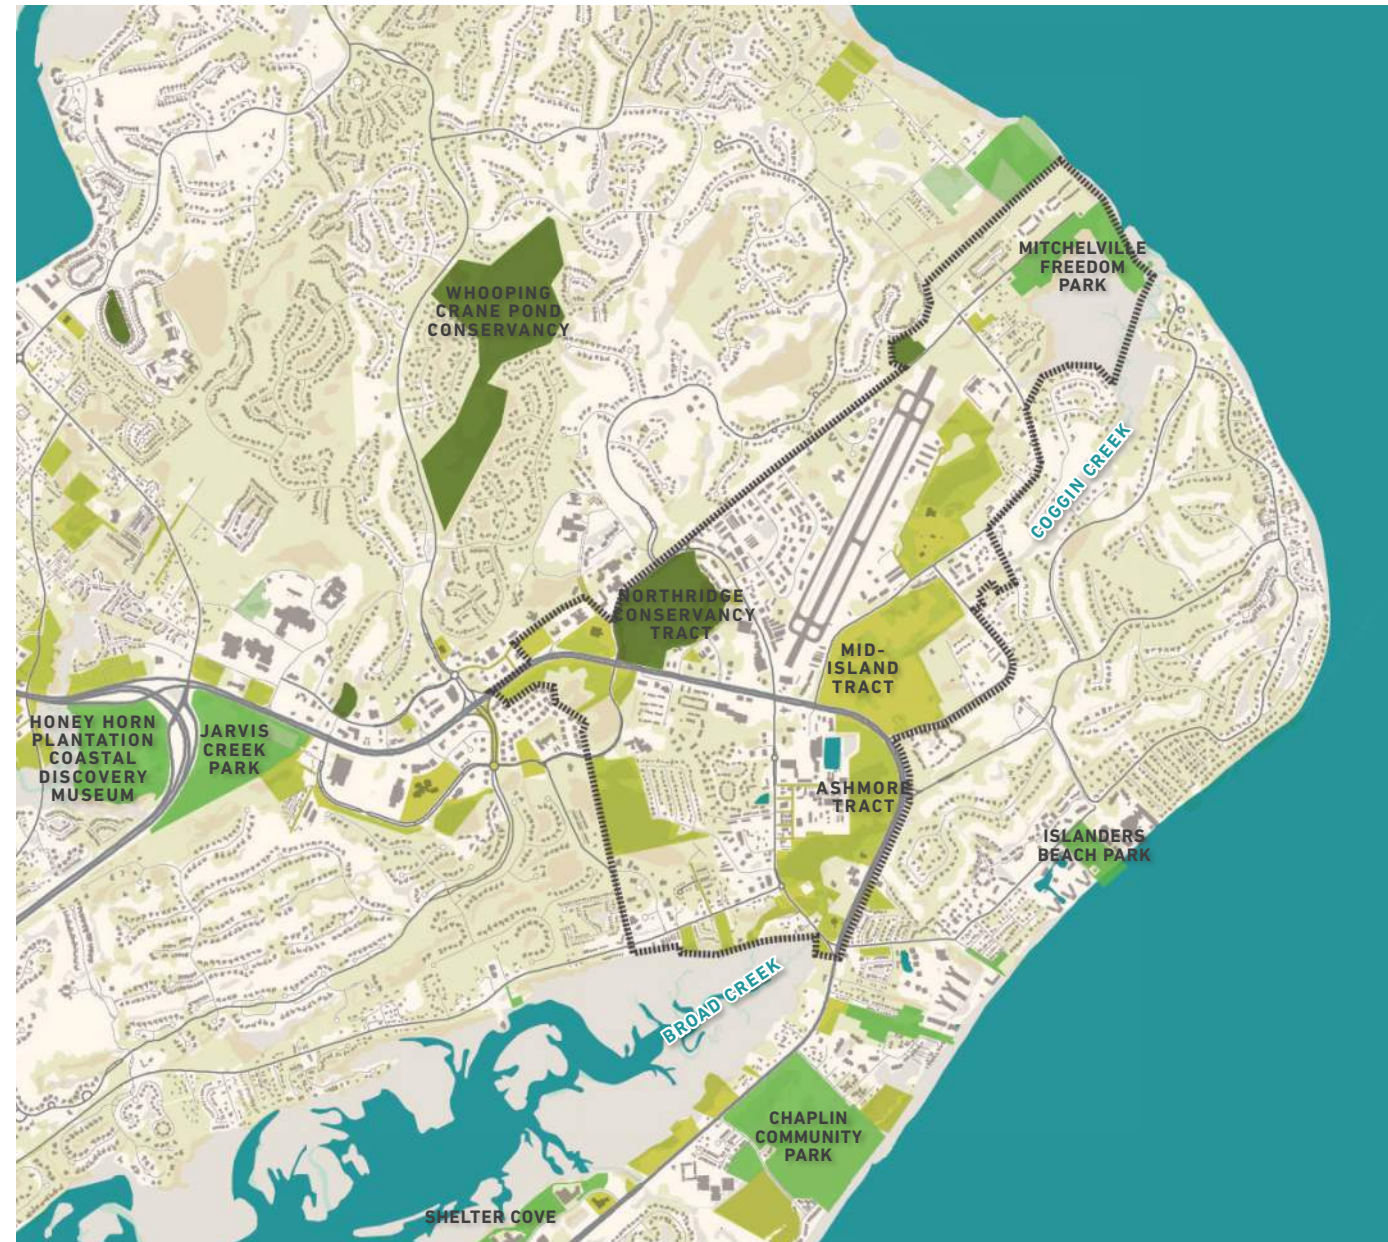 MITCHELVILLE
FREEDOM
PARK
WHOOPING
CRANE POND
CONSERVANCY
COGGIN CREEK
NORTHRIDGE
CONSERVANCY
TRACT
MID-
ISLAND
TRACT
HONEY HORN
PLANTATION
COASTAL
DISCOVERY
MUSEUM
JARVIS
CREEK
PARK
ASHMORE
TRACT
ISLANDERS
BEACH PARK
BROAD CREEK
CHAPLIN
COMMUNITY
PARK
SHELTER COVE